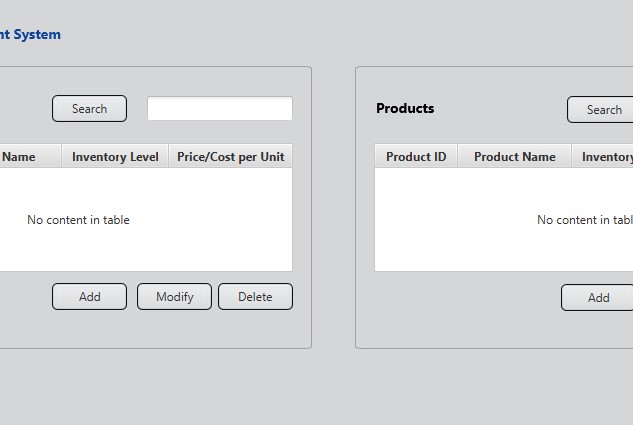 nt System
Search
Products
Search
Name Inventory Level Price/Cost per Unit
Product ID Product Name Inventory
No content in table
No content in tabl
Add Modify Delete
Add